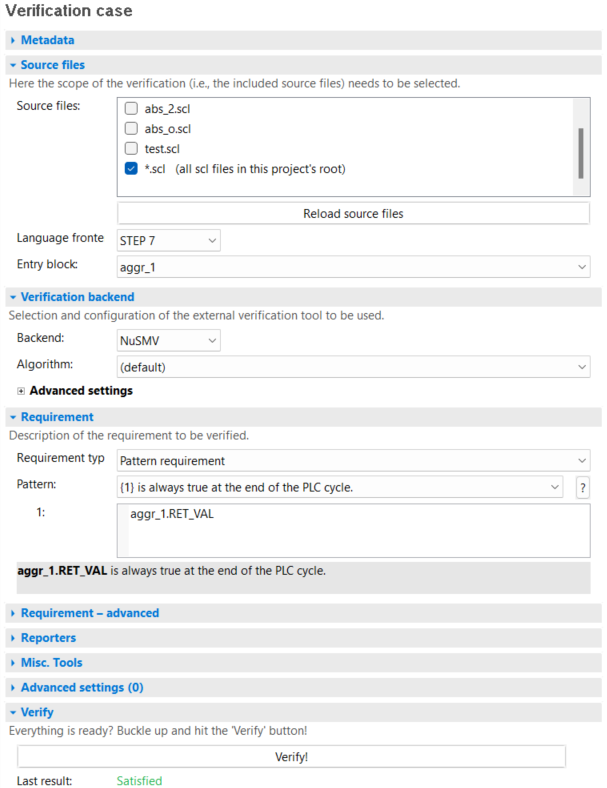 Verification case
Metadata
Source files
Here the scope of the verification (i.e., the included source files) needs to be selected.
Source files:
abs_2.scl
abs_o.scl
test.scl
*.scl (all scl files in this project's root)
Reload source files
Language fronte STEP 7
Entry block: aggr_1
Verification backend
Selection and configuration of the external verification tool to be used.
Backend: NuSMV
Algorithm: (default)
Advanced settings
Requirement
Description of the requirement to be verified.
Requirement typ Pattern requirement
Pattern: {1} is always true at the end of the PLC cycle. ?
1: aggr_1.RET_VAL
aggr_1.RET_VAL is always true at the end of the PLC cycle.
Requirement – advanced
Reporters
Misc. Tools
Advanced settings (0)
Verify
Everything is ready? Buckle up and hit the 'Verify' button!
Verify!
Last result: Satisfied